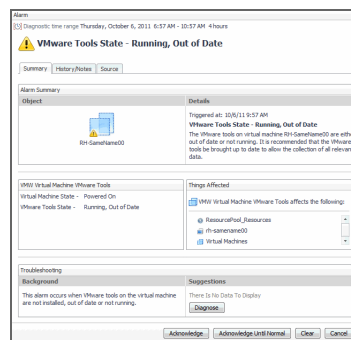 Alarm
Diagnostic time range Thursday, October 6, 2011 6:57 AM - 10:57 AM 4 hours
VMware Tools State - Running, Out of Date
Summary History/Notes Source
Alarm Summary
Object
RH-SameName00
Details
Triggered at: 10/6/11 9:57 AM
VMware Tools State - Running, Out of Date
The VMware tools on virtual machine RH-SameName00 are eithe
out of date or not running. It is recommended that the VMware
tools be brought up to date to allow the collection of all relevan
data.
VMW Virtual Machine VMware Tools
Virtual Machine State - Powered On
VMware Tools State - Running, Out of Date
Things Affected
VMW Virtual Machine VMware Tools affects the following:
ResourcePool_Resources
rh-samename00
Virtual Machines
Troubleshooting
Background
This alarm occurs when VMware tools on the virtual machine
are not installed, out of date or not running.
Suggestions
There Is No Data To Display
Diagnose
Acknowledge Acknowledge Until Normal Clear Cancel